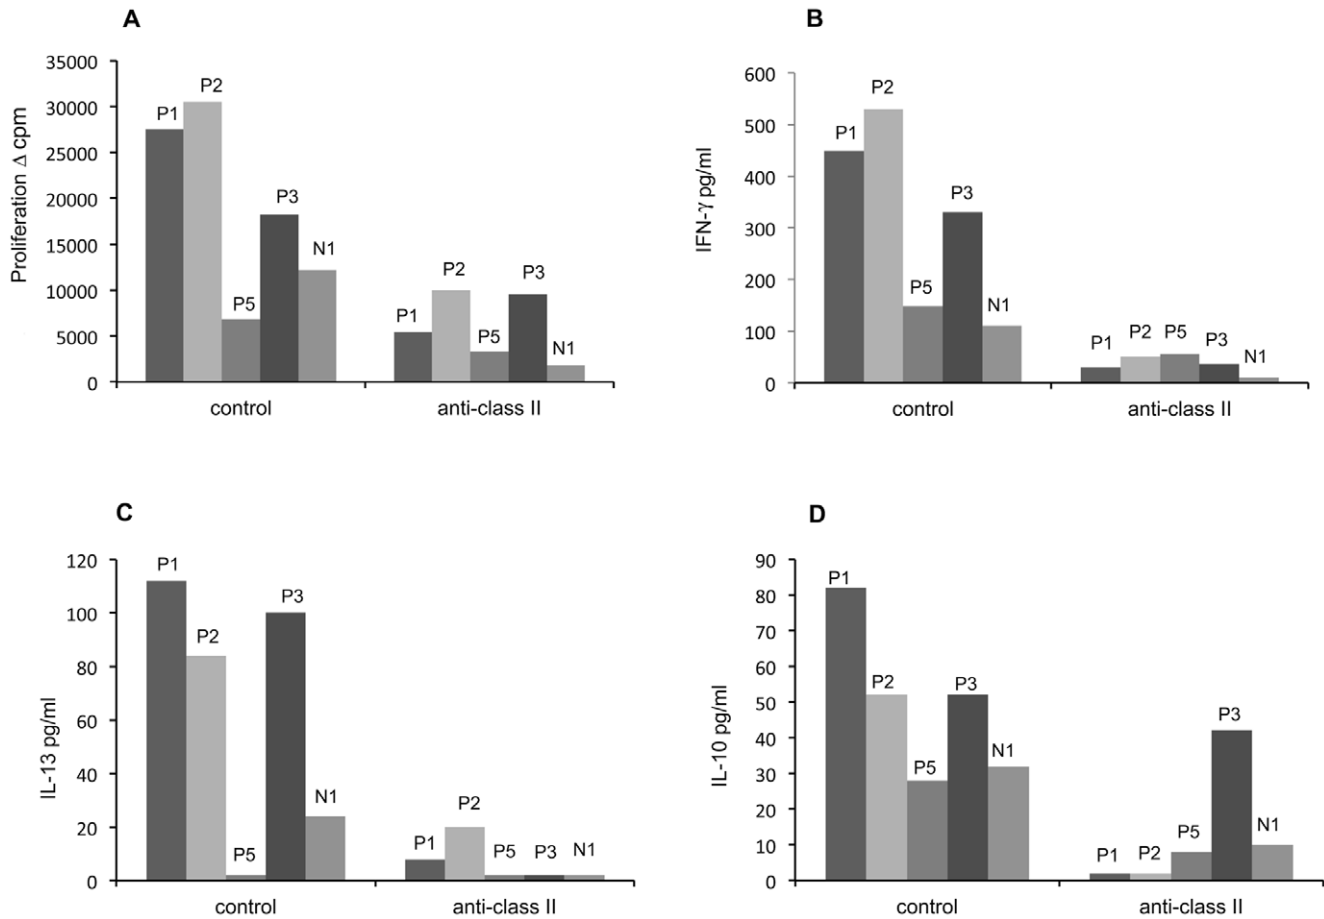 A
Proliferation Δ cpm
35000
30000
25000
20000
15000
10000
5000
0
P1
P2
P5
P3
N1
P1
P2
P5
P3
N1
control
anti-class II
B
IFN-γ pg/ml
600
500
400
300
200
100
0
P1
P2
P5
P3
N1
P1
P2
P5
P3
N1
control
anti-class II
C
IL-13 pg/ml
120
100
80
60
40
20
0
P1
P2
P5
P3
N1
P1
P2
P5
P3
N1
control
anti-class II
D
IL-10 pg/ml
90
80
70
60
50
40
30
20
10
0
P1
P2
P5
P3
N1
P1
P2
P5
P3
N1
control
anti-class II